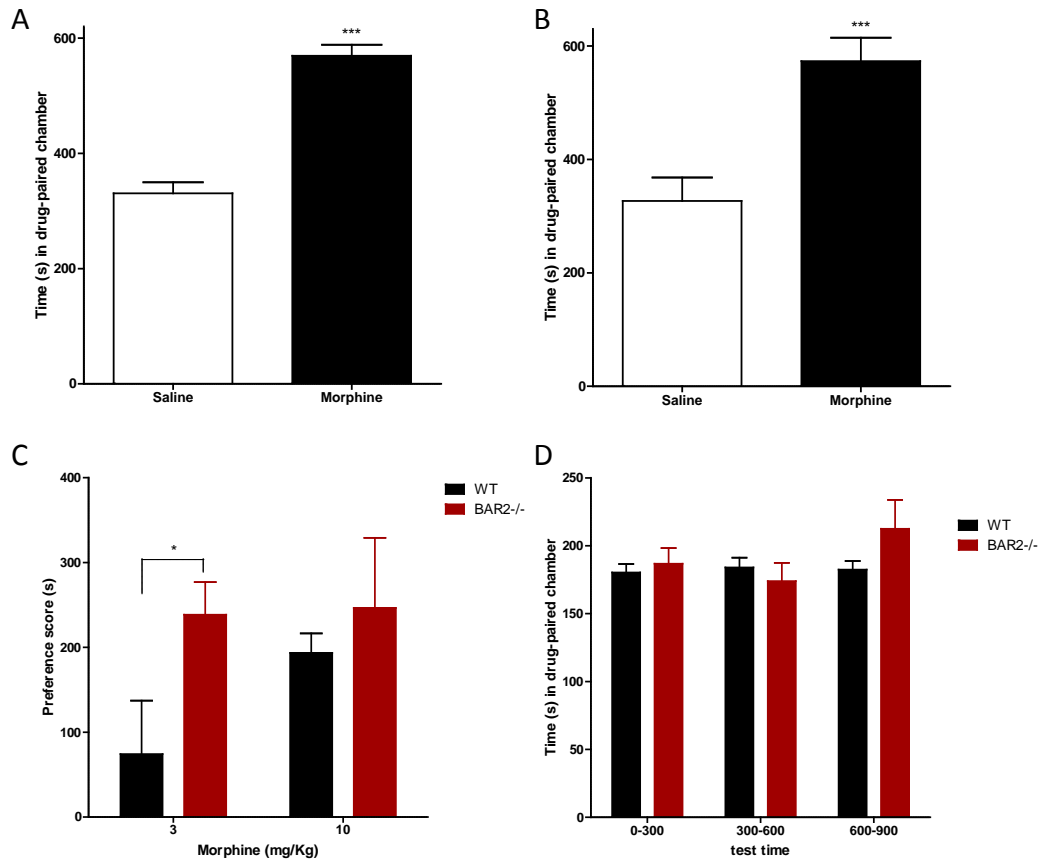 A
Time (s) in drug-paired chamber
600
400
200
0
***
Saline
Morphine
B
Time (s) in drug-paired chamber
600
400
200
0
***
Saline
Morphine
C
Preference score (s)
400
300
200
100
0
*
WT
BAR2-/-
3
10
Morphine (mg/Kg)
D
Time (s) in drug-paired chamber
250
200
150
100
50
0
WT
BAR2-/-
0-300
300-600
600-900
test time